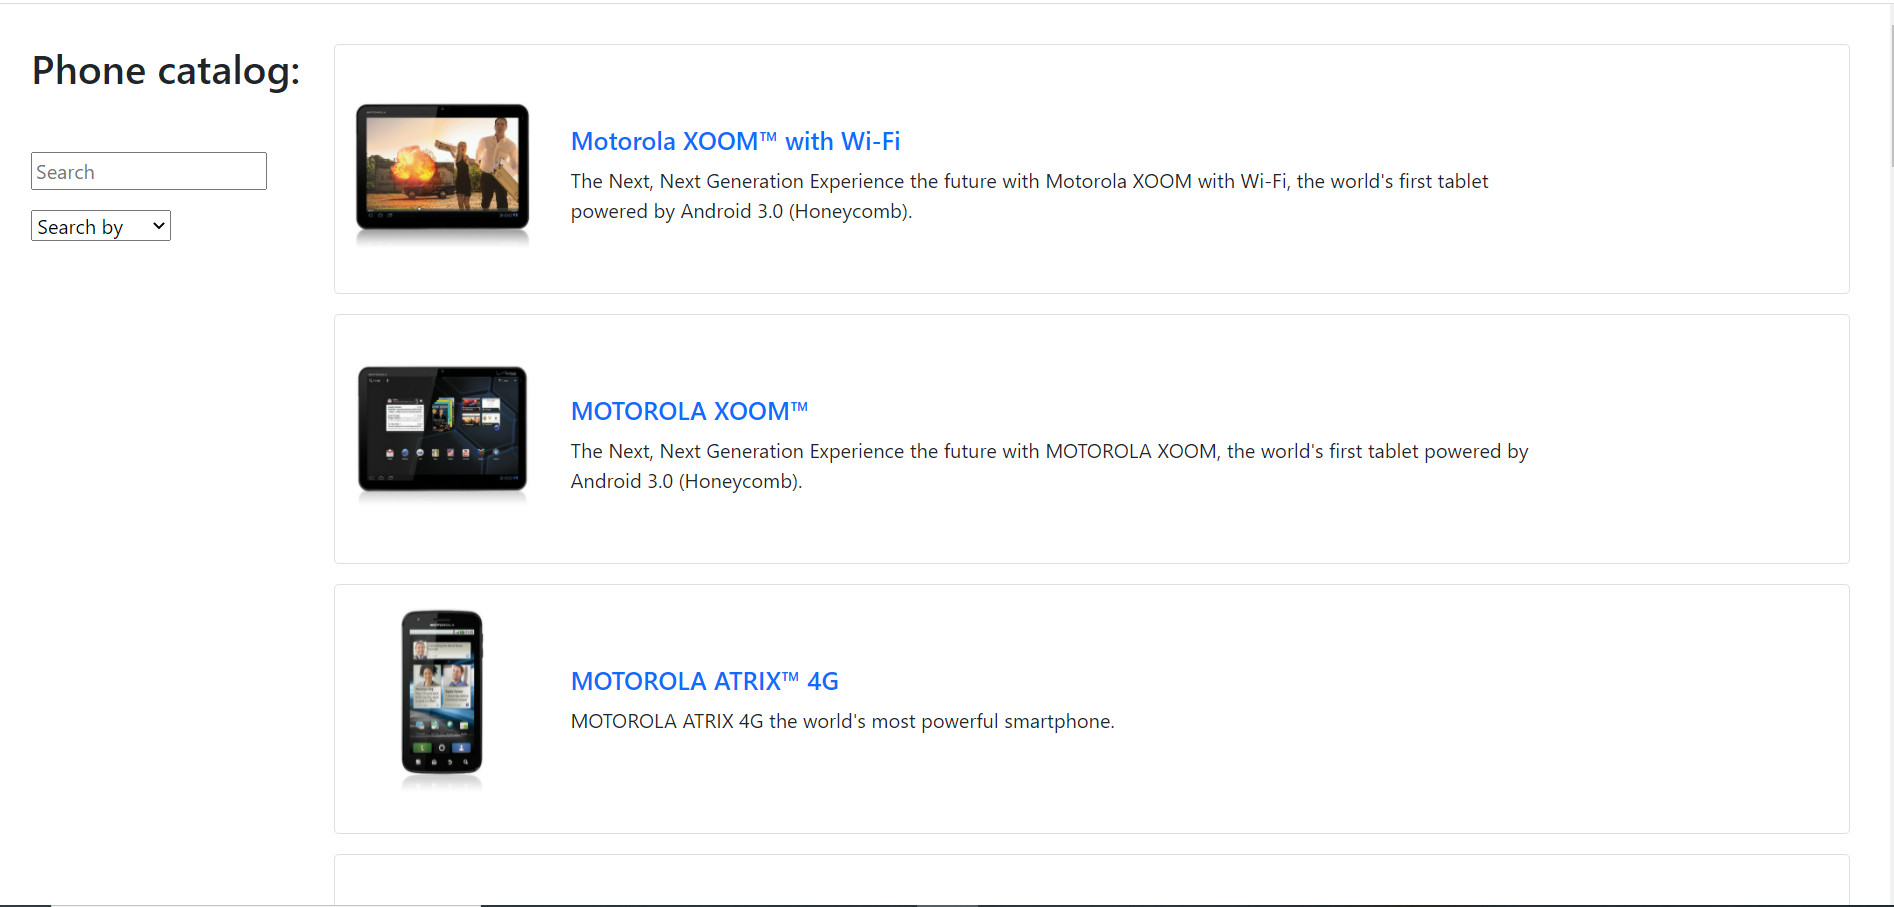 Phone catalog:
Search
Search by
Motorola XOOM™ with Wi-Fi
The Next, Next Generation Experience the future with Motorola XOOM with Wi-Fi, the world's first tablet
powered by Android 3.0 (Honeycomb).
MOTOROLA XOOM™
The Next, Next Generation Experience the future with MOTOROLA XOOM, the world's first tablet powered by
Android 3.0 (Honeycomb).
MOTOROLA ATRIX™ 4G
MOTOROLA ATRIX 4G the world's most powerful smartphone.